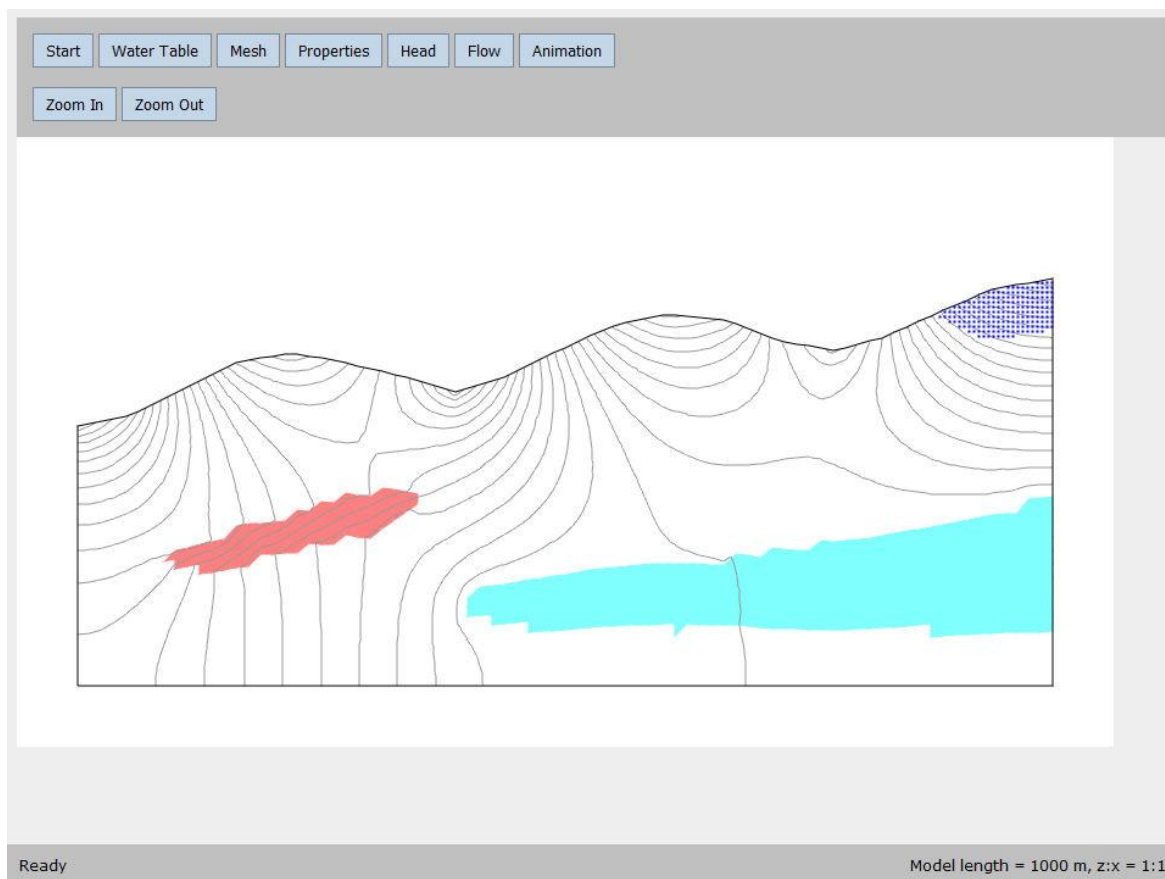 Start Water Table Mesh Properties Head Flow Animation
Zoom In Zoom Out
Ready Model length = 1000 m, z:x = 1:1